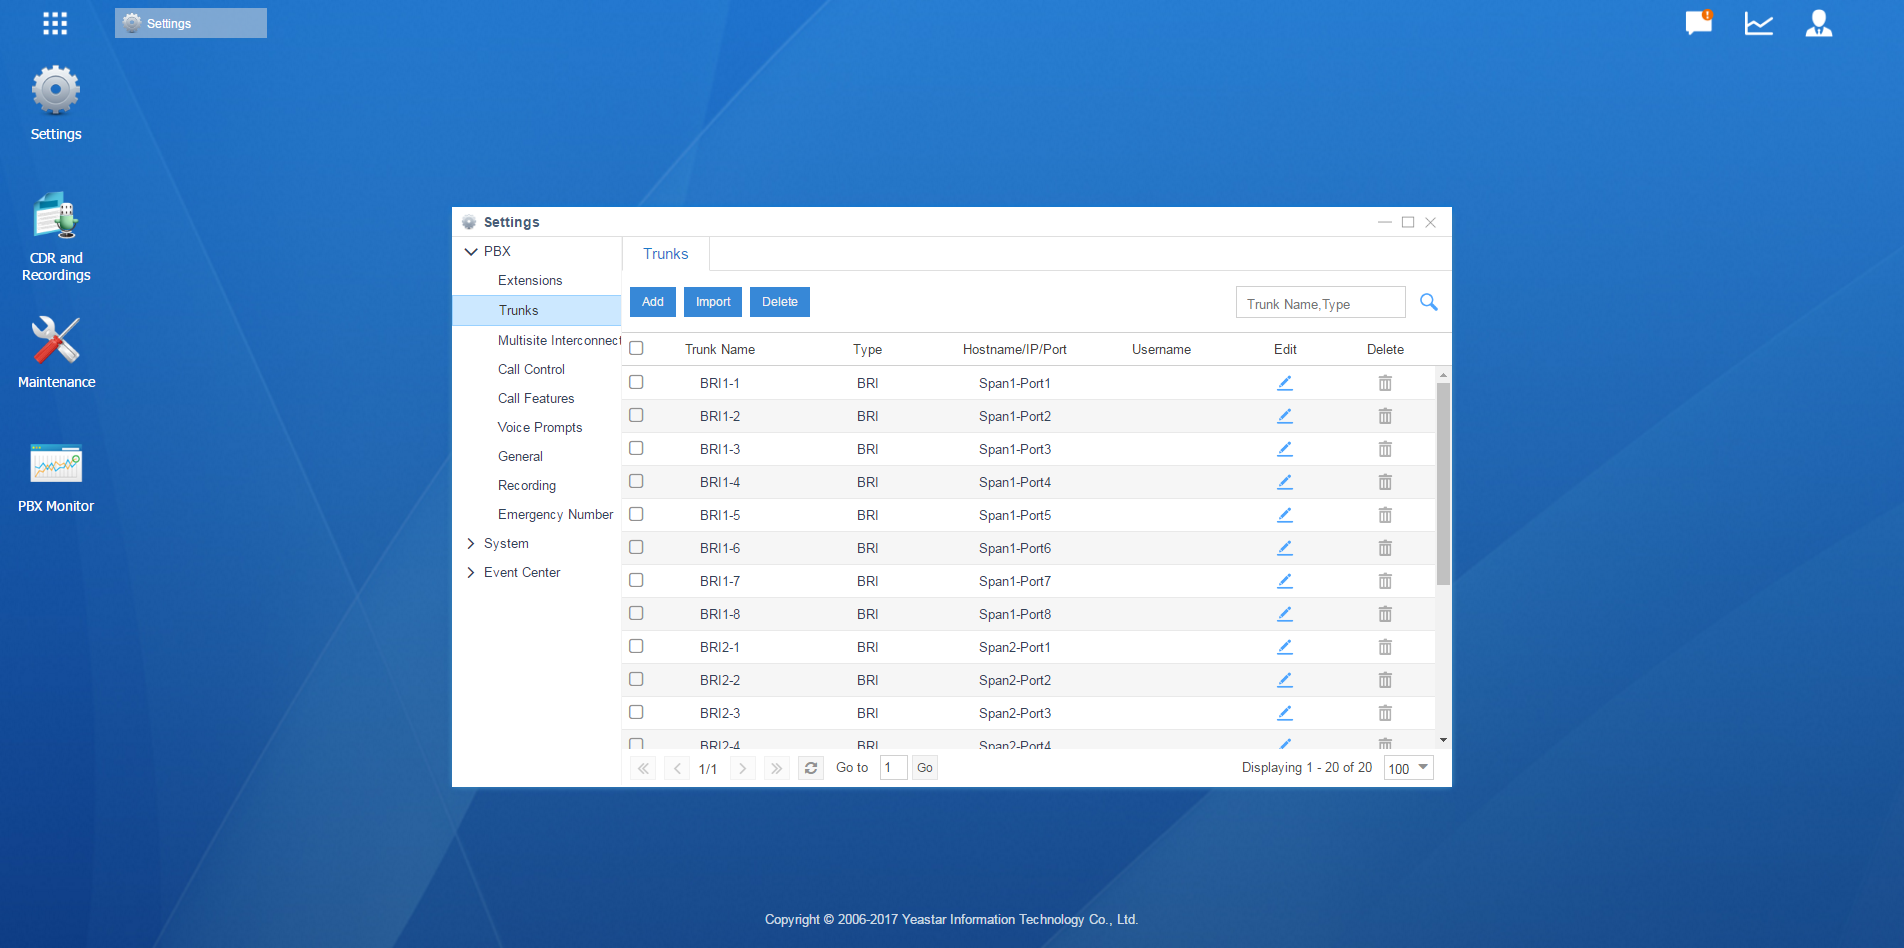 Settings
Settings
CDR and
Recordings
Maintenance
PBX Monitor
Settings
PBX
Extensions
Trunks
Multisite Interconnect
Call Control
Call Features
Voice Prompts
General
Recording
Emergency Number
System
Event Center
Trunks
Add Import Delete Trunk Name,Type
Trunk Name Type Hostname/IP/Port Username Edit Delete
BRI1-1 BRI Span1-Port1
BRI1-2 BRI Span1-Port2
BRI1-3 BRI Span1-Port3
BRI1-4 BRI Span1-Port4
BRI1-5 BRI Span1-Port5
BRI1-6 BRI Span1-Port6
BRI1-7 BRI Span1-Port7
BRI1-8 BRI Span1-Port8
BRI2-1 BRI Span2-Port1
BRI2-2 BRI Span2-Port2
BRI2-3 BRI Span2-Port3
BRI2-4 BRI Span2-Port4
1/1 Go to 1 Go Displaying 1 - 20 of 20 100
Copyright © 2006-2017 Yeastar Information Technology Co., Ltd.